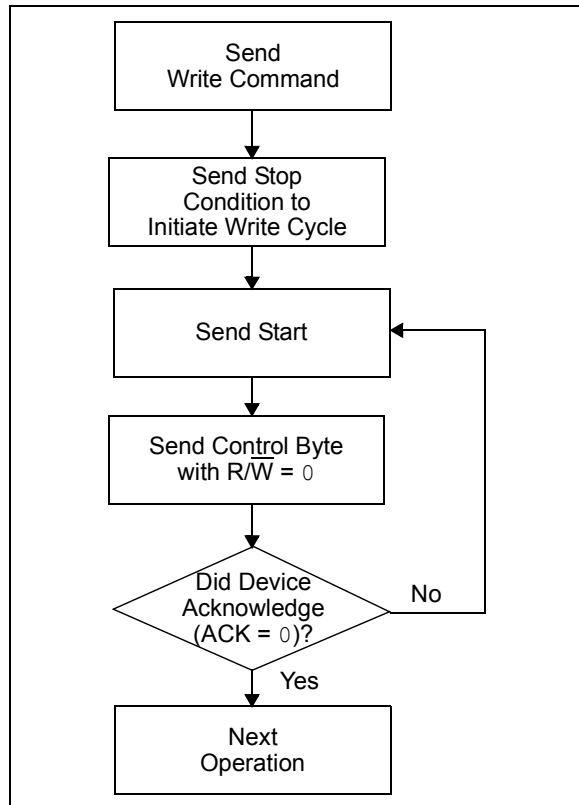 Send
Write Command
Send Stop
Condition to
Initiate Write Cycle
Send Start
Send Control Byte
with R/W̅ = 0
Did Device
Acknowledge
(ACK = 0)?
No
Yes
Next
Operation